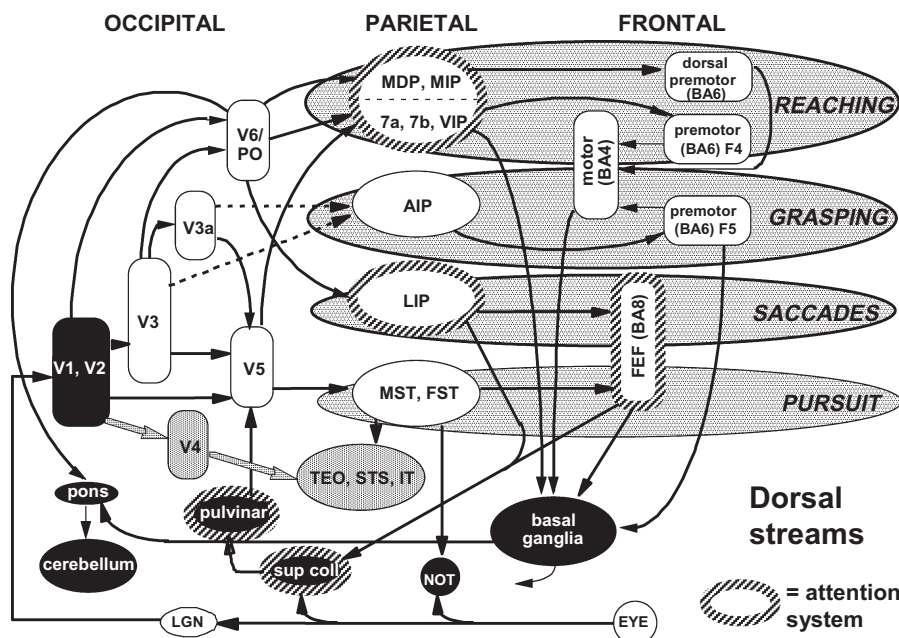 OCCIPITAL PARIETAL FRONTAL
MDP, MIP
7a, 7b, VIP
dorsal
premotor
(BA6)
REACHING
premotor
(BA6) F4
motor
(BA4)
V6/
PO
V3a
AIP
premotor
(BA6) F5
GRASPING
V3
LIP
FEF (BA8)
SACCADES
V1, V2
V5
MST, FST
PURSUIT
V4
TEO, STS, IT
pons
pulvinar
basal
ganglia
Dorsal
streams
cerebellum
sup coll
NOT
= attention
system
LGN
EYE